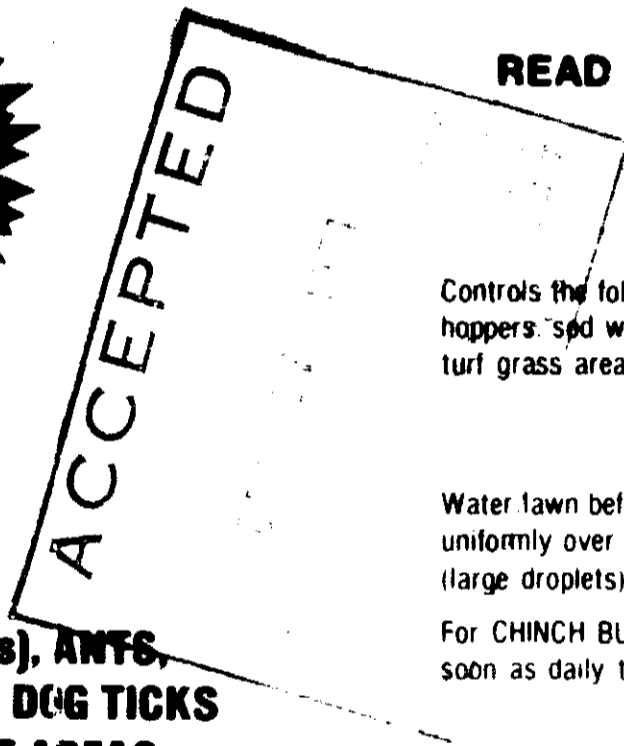 READ
ACCEPTED
Controls the fol
hoppers. sod w
turf grass area
Water lawn bef
uniformly over
(large droplets)
For CHINCH BU
soon as daily t
s), ANTS,
DOG TICKS
AREAS